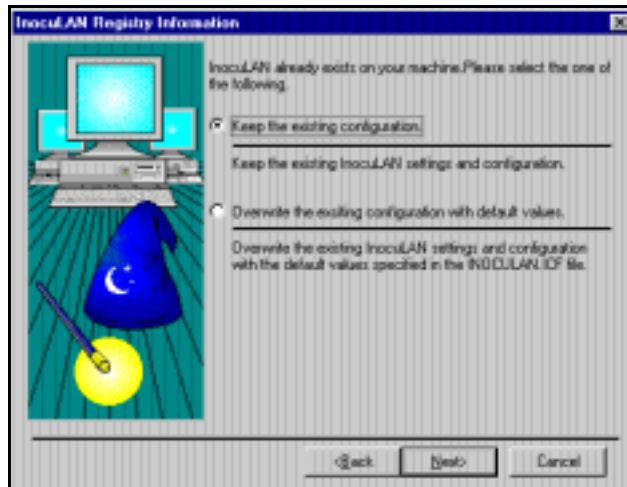 InocuLAN Registry Information
InocuLAN already exists on your machine.Please select the one of
the following.
Keep the existing configuration.
Keep the existing InocuLAN settings and configuration.
Overwrite the exsiting configuration with default values.
Overwrite the existing InocuLAN settings and configuration
with the default values specified in the INOCULAN.ICF file.
<Back
Next>
Cancel